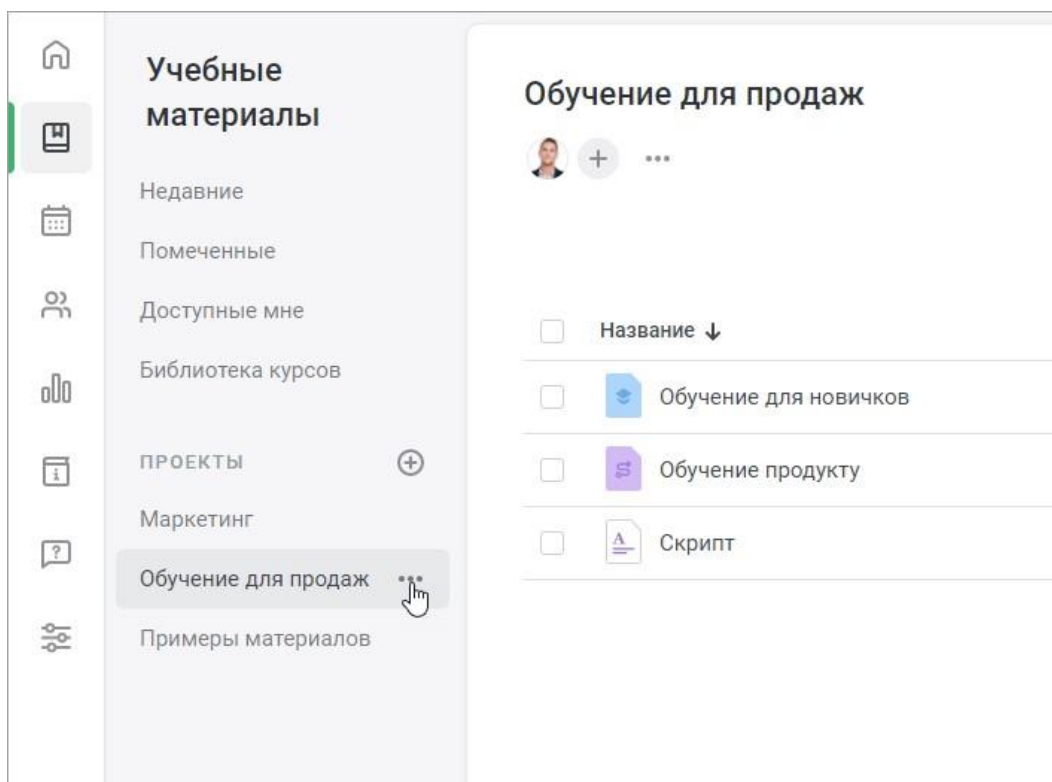 Учебные
материалы
Недавние
Помеченные
Доступные мне
Библиотека курсов
ПРОЕКТЫ
Маркетинг
Обучение для продаж
Примеры материалов
Обучение для продаж
Название
Обучение для новичков
Обучение продукту
Скрипт